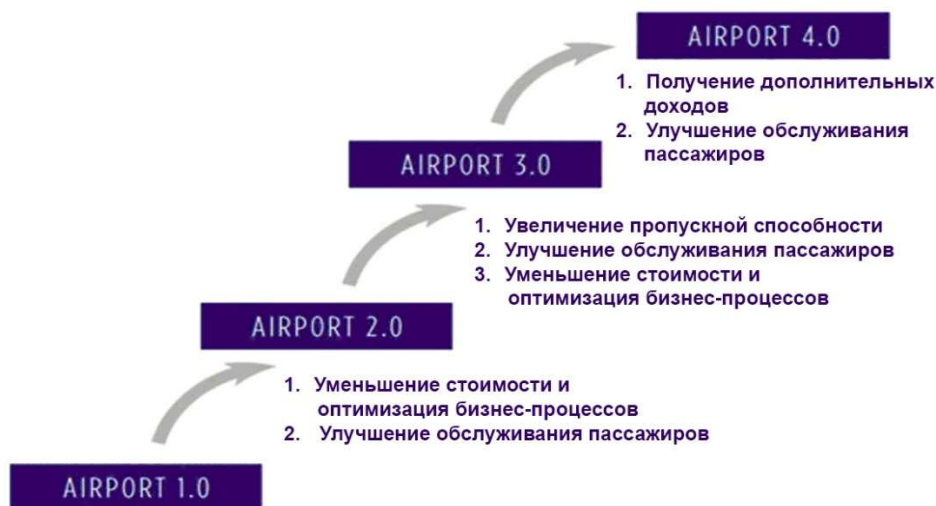 AIRPORT 4.0
1. Получение дополнительных
доходов
2. Улучшение обслуживания
пассажиров
AIRPORT 3.0
1. Увеличение пропускной способности
2. Улучшение обслуживания пассажиров
3. Уменьшение стоимости и
оптимизация бизнес-процессов
AIRPORT 2.0
1. Уменьшение стоимости и
оптимизация бизнес-процессов
2. Улучшение обслуживания пассажиров
AIRPORT 1.0